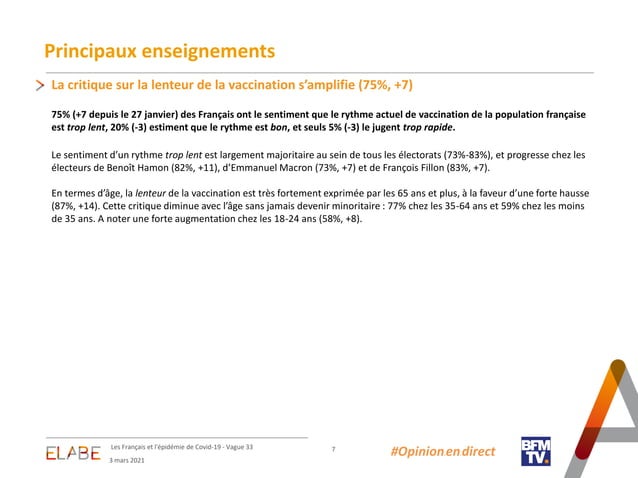 Principaux enseignements
La critique sur la lenteur de la vaccination s’amplifie (75%, +7)
75% (+7 depuis le 27 janvier) des Français ont le sentiment que le rythme actuel de vaccination de la population française
est trop lent, 20% (-3) estiment que le rythme est bon, et seuls 5% (-3) le jugent trop rapide.
Le sentiment d’un rythme trop lent est largement majoritaire au sein de tous les électorats (73%-83%), et progresse chez les
électeurs de Benoît Hamon (82%, +11), d’Emmanuel Macron (73%, +7) et de François Fillon (83%, +7).
En termes d’âge, la lenteur de la vaccination est très fortement exprimée par les 65 ans et plus, à la faveur d’une forte hausse
(87%, +14). Cette critique diminue avec l’âge sans jamais devenir minoritaire : 77% chez les 35-64 ans et 59% chez les moins
de 35 ans. A noter une forte augmentation chez les 18-24 ans (58%, +8).
ELABE
Les Français et l'épidémie de Covid-19 - Vague 33
3 mars 2021
7
#Opinion en direct
BFM
TV.